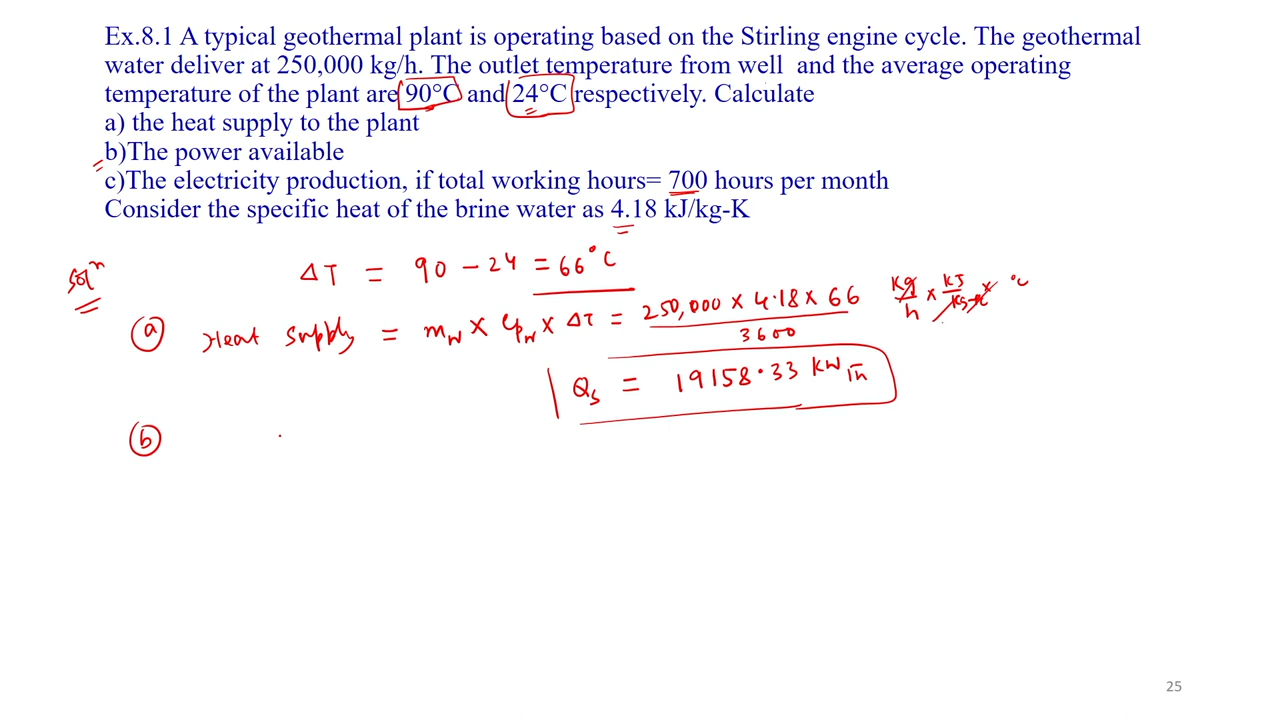 Ex.8.1 A typical geothermal plant is operating based on the Stirling engine cycle. The geothermal
water deliver at 250,000 kg/h. The outlet temperature from well and the average operating
temperature of the plant are 90°C and 24°C respectively. Calculate
a) the heat supply to the plant
b)The power available
c)The electricity production, if total working hours= 700 hours per month
Consider the specific heat of the brine water as 4.18 kJ/kg-K
Solⁿ ΔT = 90 - 24 = 66°C
(a) Heat supply = mw × Cpw × ΔT = 250,000 × 4.18 × 66 / 3600 Kg/h × KJ/Kg-°C × °C
Qs = 19158.33 KW
(b)
25